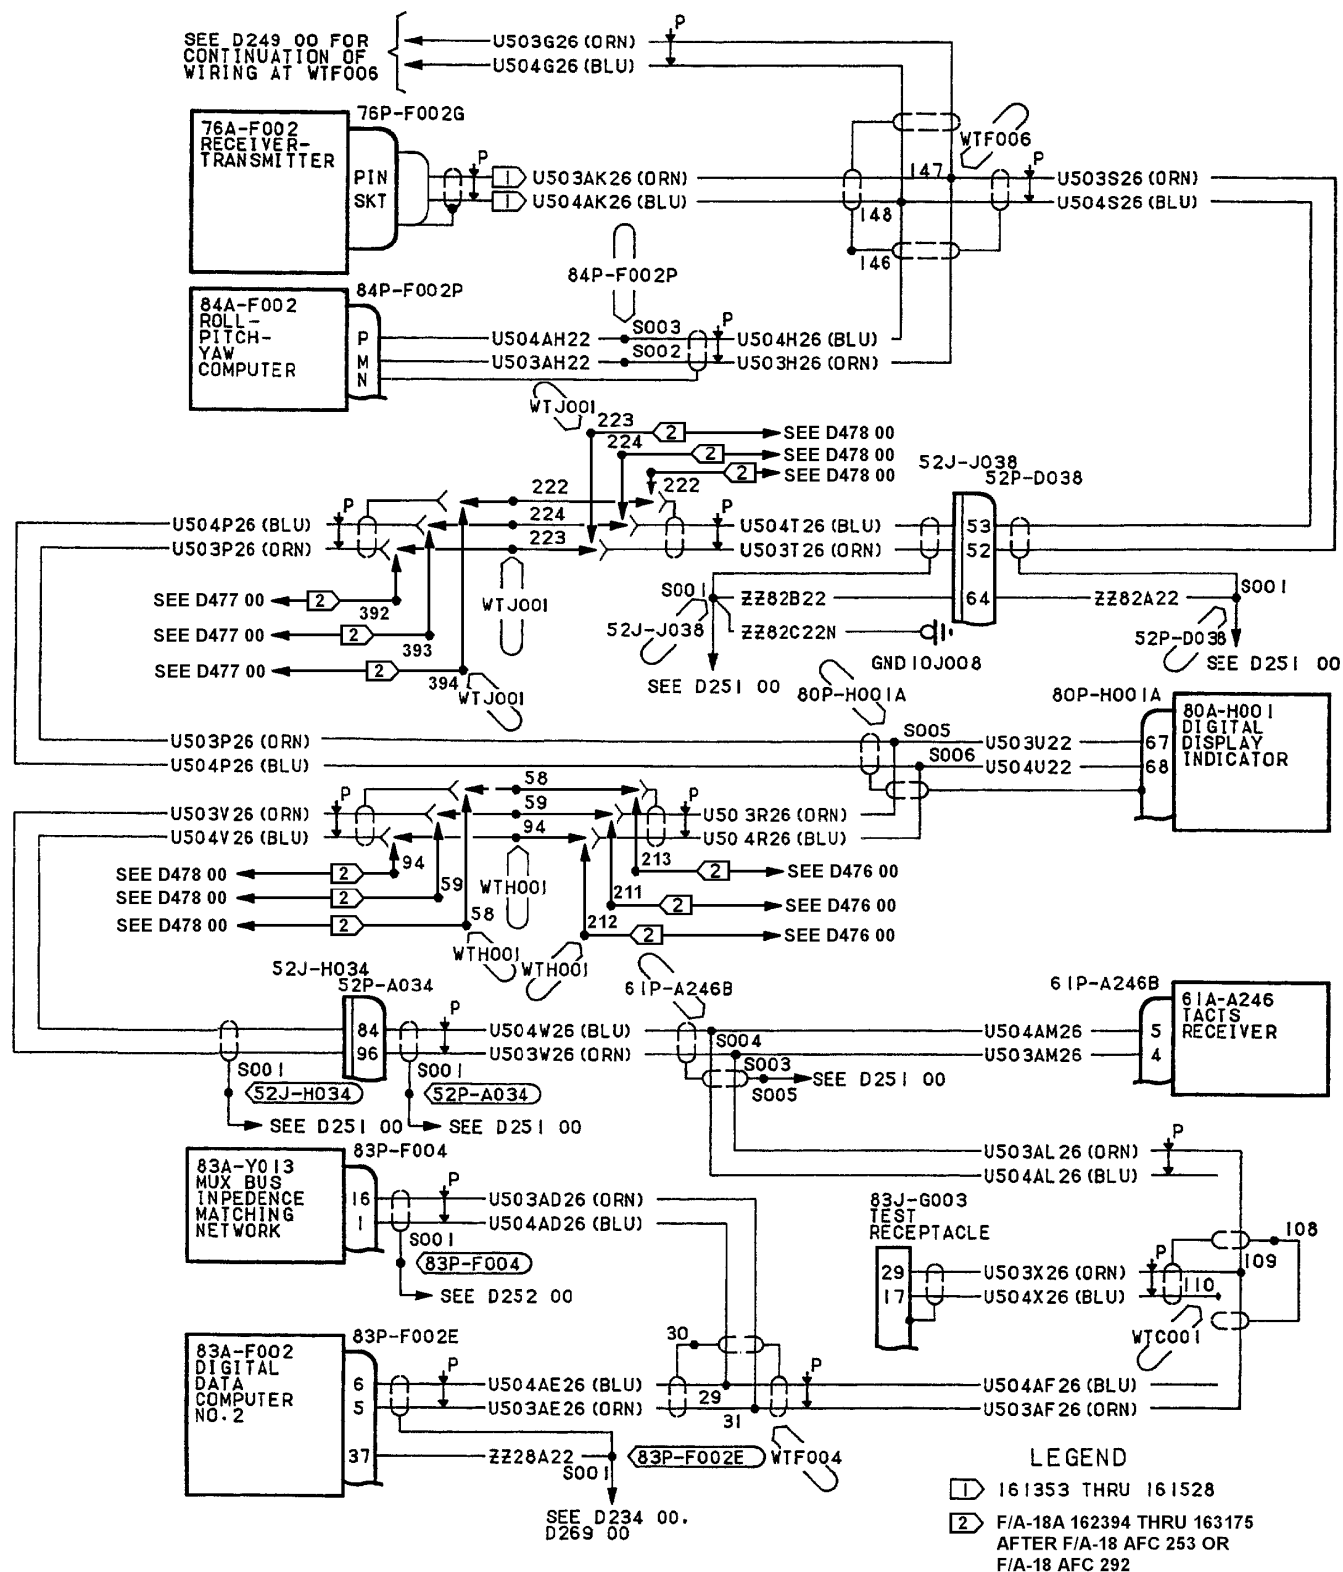 SEE D249 00 FOR
CONTINUATION OF
WIRING AT WTF006
U503G26 (ORN)
U504G26 (BLU)
P
76P-F002G
76A-F002
RECEIVER-
TRANSMITTER
PIN
SKT
P
1 U503AK26 (ORN)
1 U504AK26 (BLU)
147
148
146
WTF006
P
U503S26 (ORN)
U504S26 (BLU)
84P-F002P
84P-F002P
84A-F002
ROLL-
PITCH-
YAW
COMPUTER
P
M
N
U504AH22
U503AH22
S003
S002
P
U504H26 (BLU)
U503H26 (ORN)
WTJ001
223
224
222
2 SEE D478 00
2 SEE D478 00
2 SEE D478 00
52J-J038
52P-D038
U504P26 (BLU)
U503P26 (ORN)
P
222
224
223
P
U504T26 (BLU)
U503T26 (ORN)
53
52
64
WTJ001
SEE D477 00 2 392
SEE D477 00 2 393
SEE D477 00 2 394
WTJ001
S001
ZZ82B22
ZZ82C22N
52J-J038
GND10J008
SEE D251 00
ZZ82A22
S001
52P-D038
SEE D251 00
80P-H001A
80P-H001A
80A-H001
DIGITAL
DISPLAY
INDICATOR
67
68
U503P26 (ORN)
U504P26 (BLU)
S005
S006
U503U22
U504U22
U503V26 (ORN)
U504V26 (BLU)
P
58
59
94
P
U503R26 (ORN)
U504R26 (BLU)
SEE D478 00 2 94
SEE D478 00 2 59
SEE D478 00 2 58
WTH001
213 2 SEE D476 00
211 2 SEE D476 00
212 2 SEE D476 00
WTH001
WTH001
52J-H034
52P-A034
84
96
P
U504W26 (BLU)
U503W26 (ORN)
S001
52J-H034
SEE D251 00
S001
52P-A034
SEE D251 00
61P-A246B
S004
S003
S005
SEE D251 00
U504AM26
U503AM26
61P-A246B
5
4
61A-A246
TACTS
RECEIVER
U503AL26 (ORN)
U504AL26 (BLU)
P
83P-F004
83A-Y013
MUX BUS
INPEDENCE
MATCHING
NETWORK
16
1
P
U503AD26 (ORN)
U504AD26 (BLU)
S001
83P-F004
SEE D252 00
83J-G003
TEST
RECEPTACLE
29
17
U503X26 (ORN)
U504X26 (BLU)
P
108
109
110
WTC001
83P-F002E
83A-F002
DIGITAL
DATA
COMPUTER
NO.2
6
5
37
P
U504AE26 (BLU)
U503AE26 (ORN)
ZZ28A22
S001
83P-F002E
SEE D234 00.
D269 00
30
29
31
P
WTF004
U504AF26 (BLU)
U503AF26 (ORN)
LEGEND
1 161353 THRU 161528
2 F/A-18A 162394 THRU 163175
AFTER F/A-18 AFC 253 OR
F/A-18 AFC 292